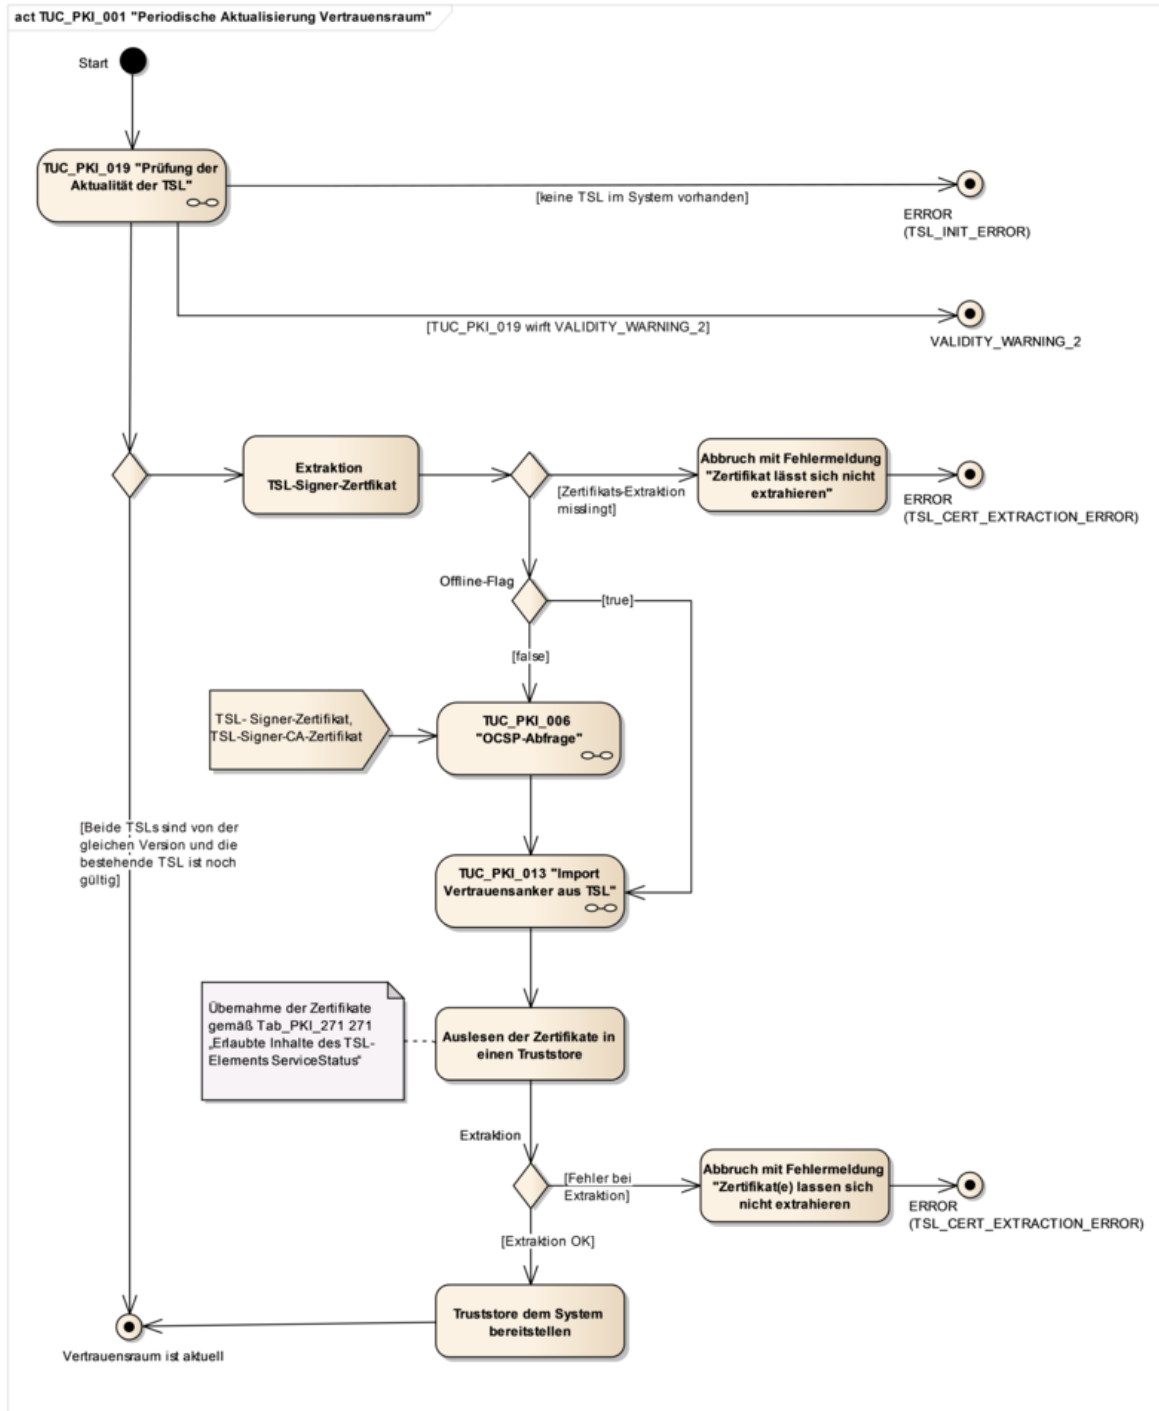 act TUC_PKI_001 "Periodische Aktualisierung Vertrauensraum"
Start
TUC_PKI_019 "Prüfung der
Aktualität der TSL"
[keine TSL im System vorhanden]
ERROR
(TSL_INIT_ERROR)
[TUC_PKI_019 wirft VALIDITY_WARNING_2]
VALIDITY_WARNING_2
Extraktion
TSL-Signer-Zertfikat
[Zertifikats-Extraktion
misslingt]
Abbruch mit Fehlermeldung
"Zertifikat lässt sich nicht
extrahieren"
ERROR
(TSL_CERT_EXTRACTION_ERROR)
Offline-Flag
[true]
[false]
TSL- Signer-Zertifikat,
TSL-Signer-CA-Zertifikat
TUC_PKI_006
"OCSP-Abfrage"
[Beide TSLs sind von der
gleichen Version und die
bestehende TSL ist noch
gültig]
TUC_PKI_013 "Import
Vertrauensanker aus TSL"
Übernahme der Zertifikate
gemäß Tab_PKI_271 271
„Erlaubte Inhalte des TSL-
Elements ServiceStatus“
Auslesen der Zertifikate in
einen Truststore
Extraktion
[Fehler bei
Extraktion]
Abbruch mit Fehlermeldung
"Zertifikat(e) lassen sich
nicht extrahieren
ERROR
(TSL_CERT_EXTRACTION_ERROR)
[Extraktion OK]
Truststore dem System
bereitstellen
Vertrauensraum ist aktuell